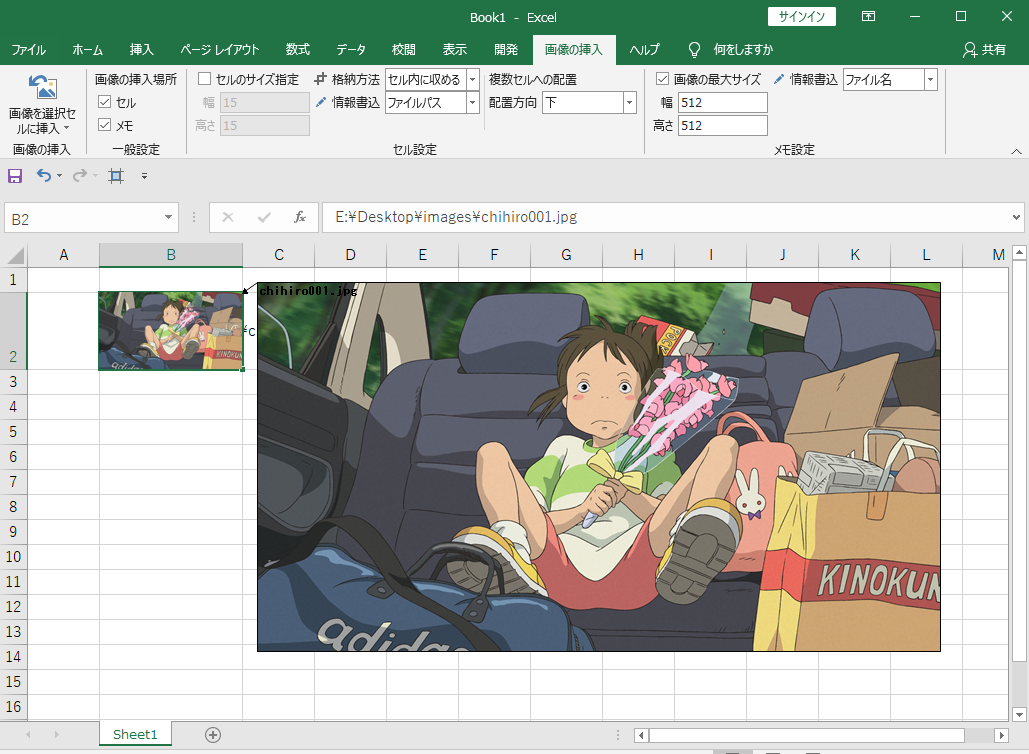 Book1 - Excel
サインイン
ファイル ホーム 挿入 ページ レイアウト 数式 データ 校閲 表示 開発 画像の挿入 ヘルプ 何をしますか 共有
画像を選択セルに挿入
画像の挿入
画像の挿入場所
セル
メモ
一般設定
セルのサイズ指定 格納方法 セル内に収める 複数セルへの配置
幅 15 情報書込 ファイルパス 配置方向 下
高さ 15
セル設定
画像の最大サイズ 情報書込 ファイル名
幅 512
高さ 512
メモ設定
B2 fx E:¥Desktop¥images¥chihiro001.jpg
A B C D E F G H I J K L M
1
2
3
4
5
6
7
8
9
10
11
12
13
14
15
16
KINOKUN
adidas
¥c
chihiro001.jpg
POSY
KINOKUN
adidas
Sheet1